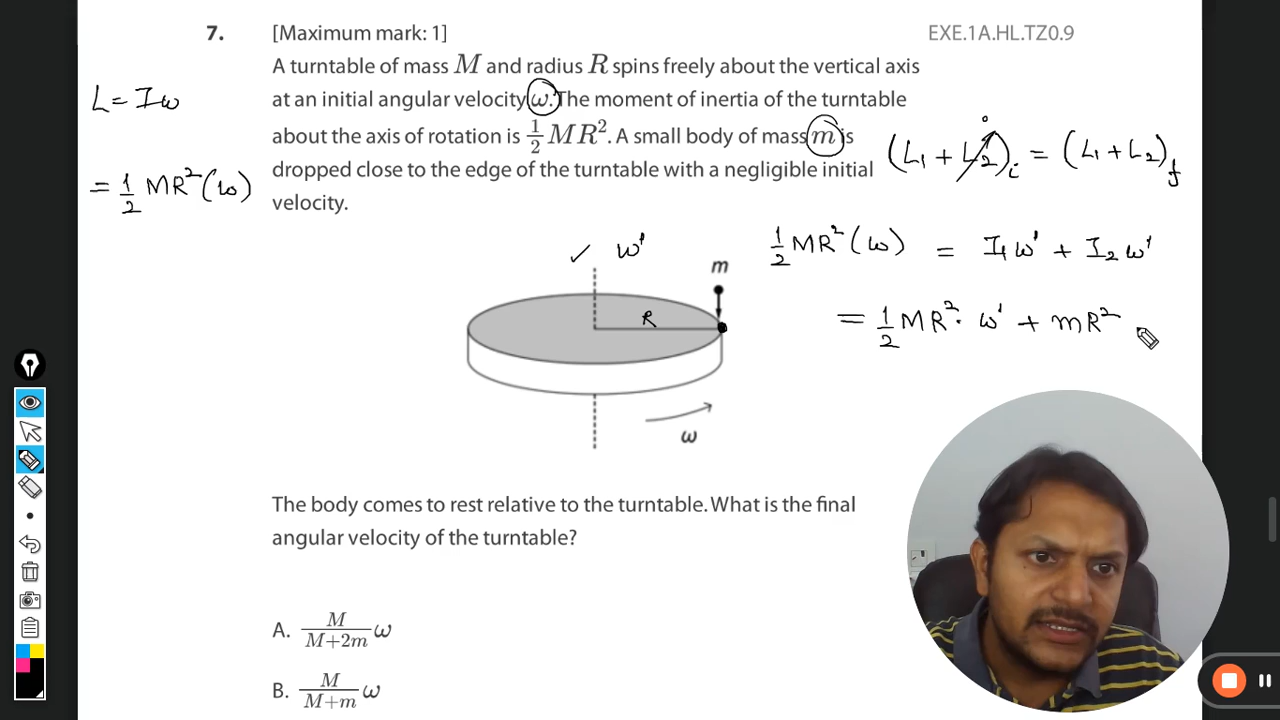 7. [Maximum mark: 1] EXE.1A.HL.TZ0.9
A turntable of mass M and radius R spins freely about the vertical axis
at an initial angular velocity ω. The moment of inertia of the turntable
about the axis of rotation is 1/2 MR². A small body of mass m is
dropped close to the edge of the turntable with a negligible initial
velocity.
L = Iω
= 1/2 MR²(ω)
(L₁ + L₂)i = (L₁ + L₂)f
0
1/2 MR²(ω) = I₁ω' + I₂ω'
= 1/2 MR². ω' + mR²
✓ ω'
m
R
ω
The body comes to rest relative to the turntable. What is the final
angular velocity of the turntable?
A. M/(M+2m) ω
B. M/(M+m) ω